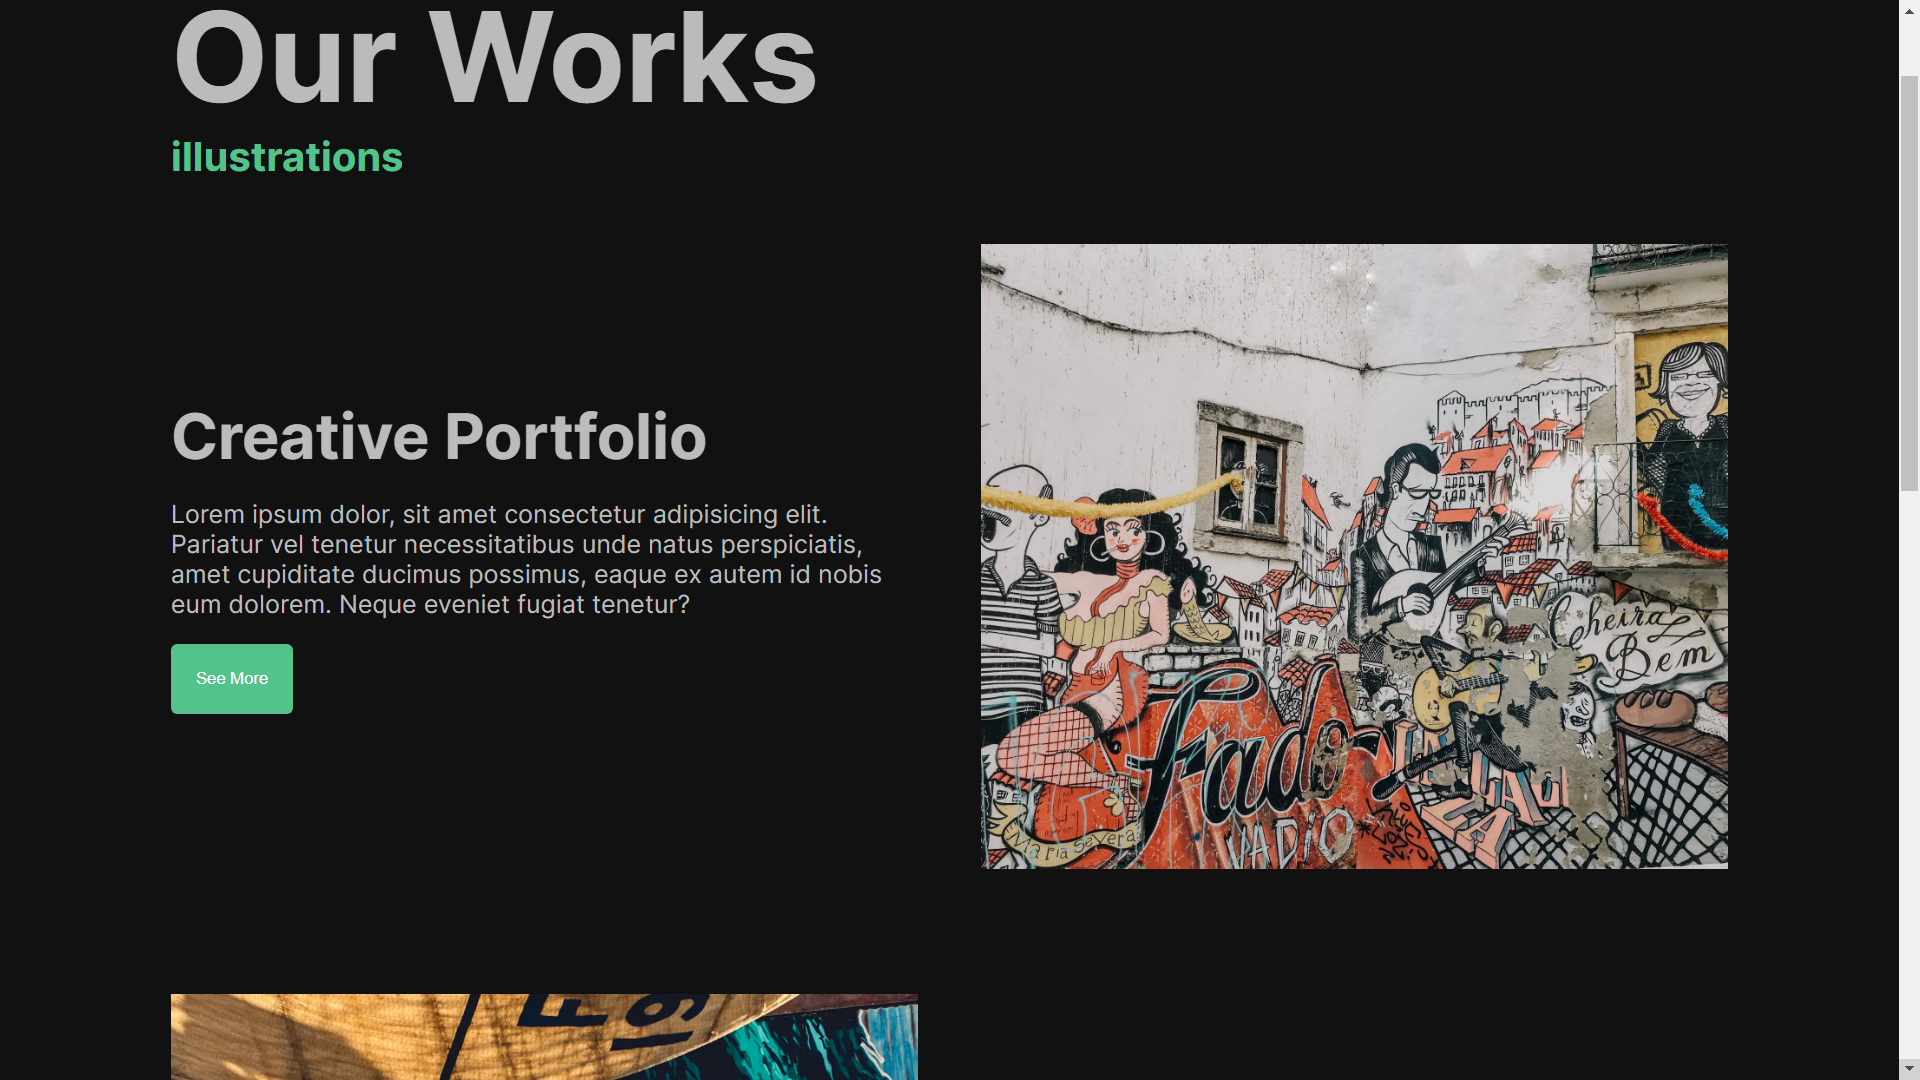 Our Works
illustrations
Creative Portfolio
Lorem ipsum dolor, sit amet consectetur adipisicing elit.
Pariatur vel tenetur necessitatibus unde natus perspiciatis,
amet cupiditate ducimus possimus, eaque ex autem id nobis
eum dolorem. Neque eveniet fugiat tenetur?
See More
Cheira
Bem
Fado
VADiO
Maria Severa